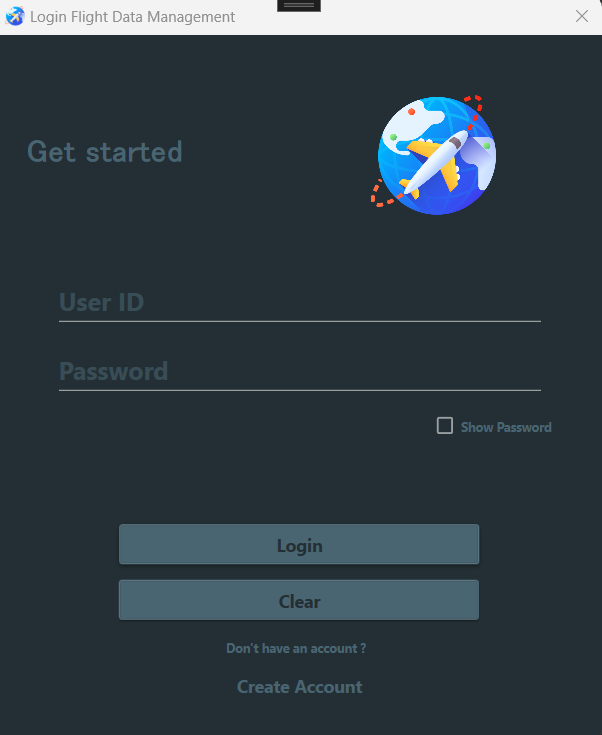 Login Flight Data Management
Get started
User ID
Password
Show Password
Login
Clear
Don't have an account ?
Create Account